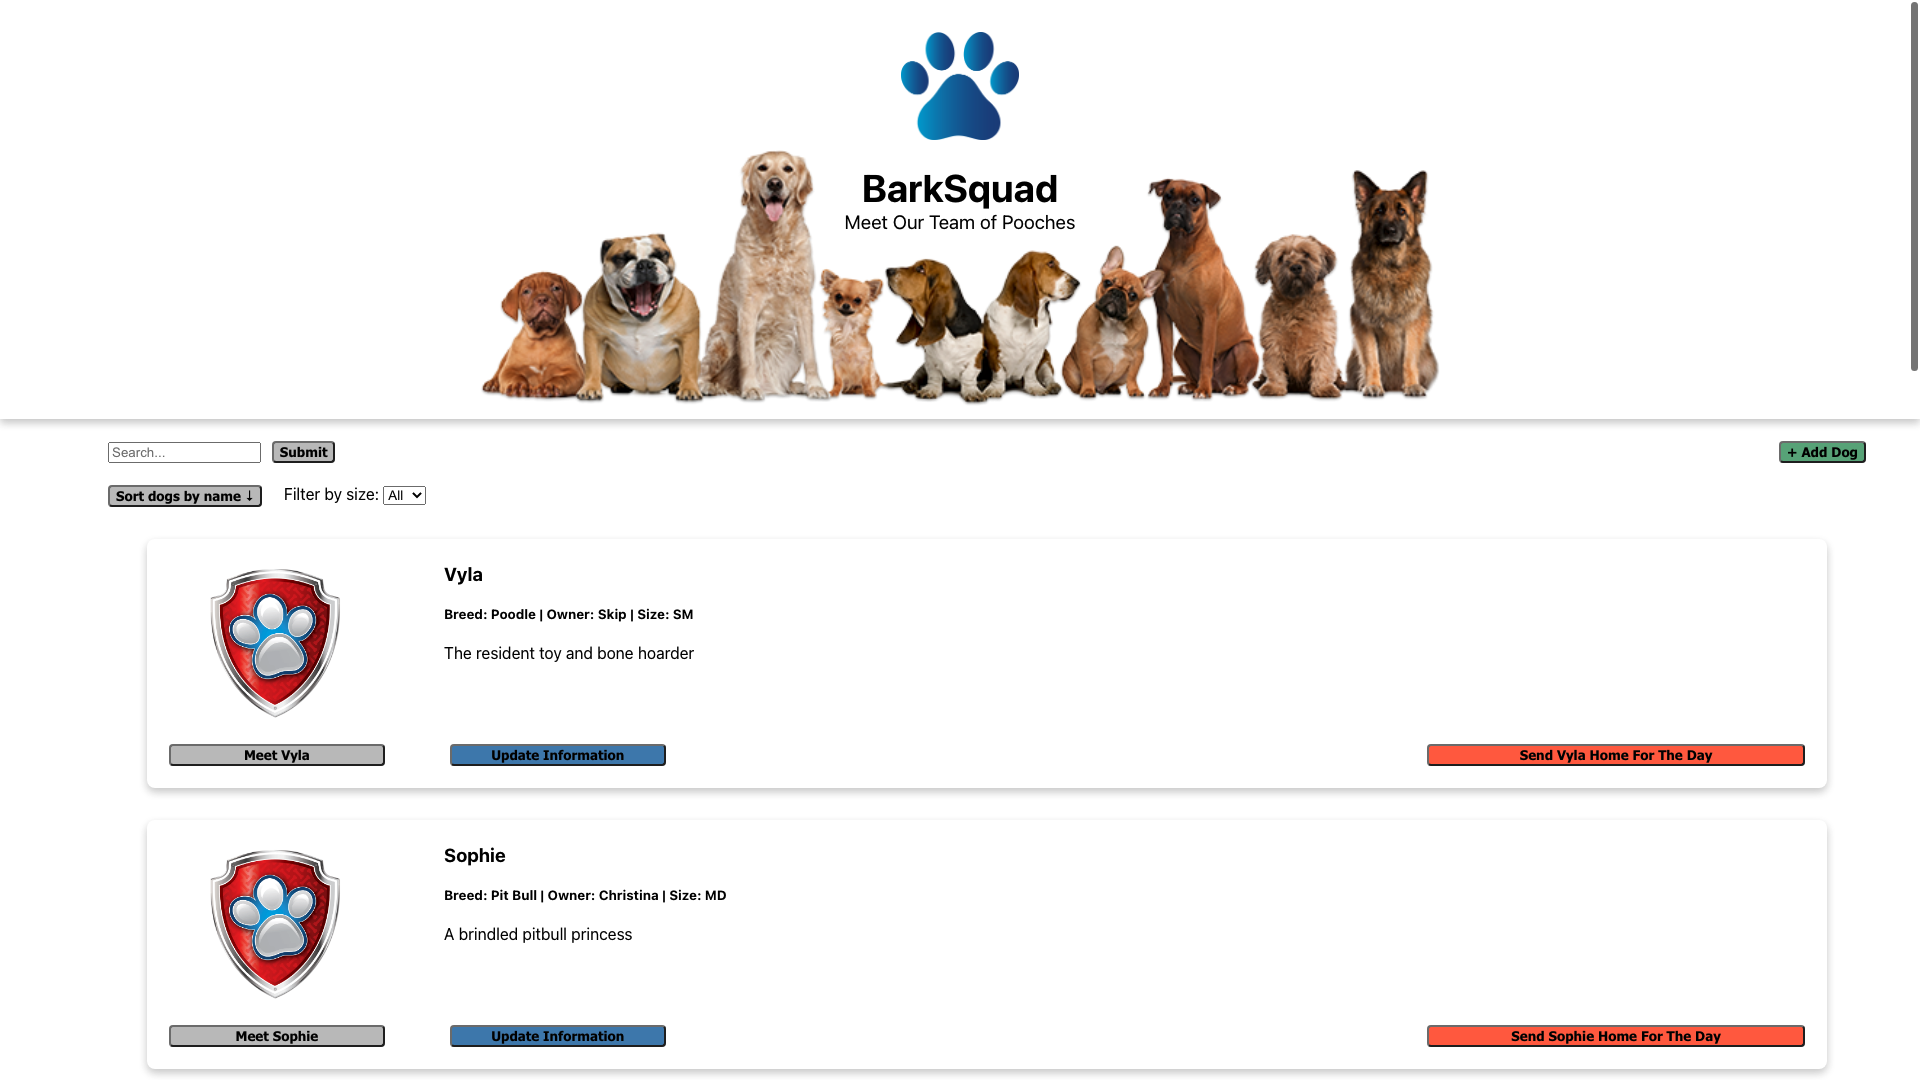 BarkSquad
Meet Our Team of Pooches
Search... Submit + Add Dog
Sort dogs by name ↓ Filter by size: All
Vyla
Breed: Poodle | Owner: Skip | Size: SM
The resident toy and bone hoarder
Meet Vyla Update Information Send Vyla Home For The Day
Sophie
Breed: Pit Bull | Owner: Christina | Size: MD
A brindled pitbull princess
Meet Sophie Update Information Send Sophie Home For The Day